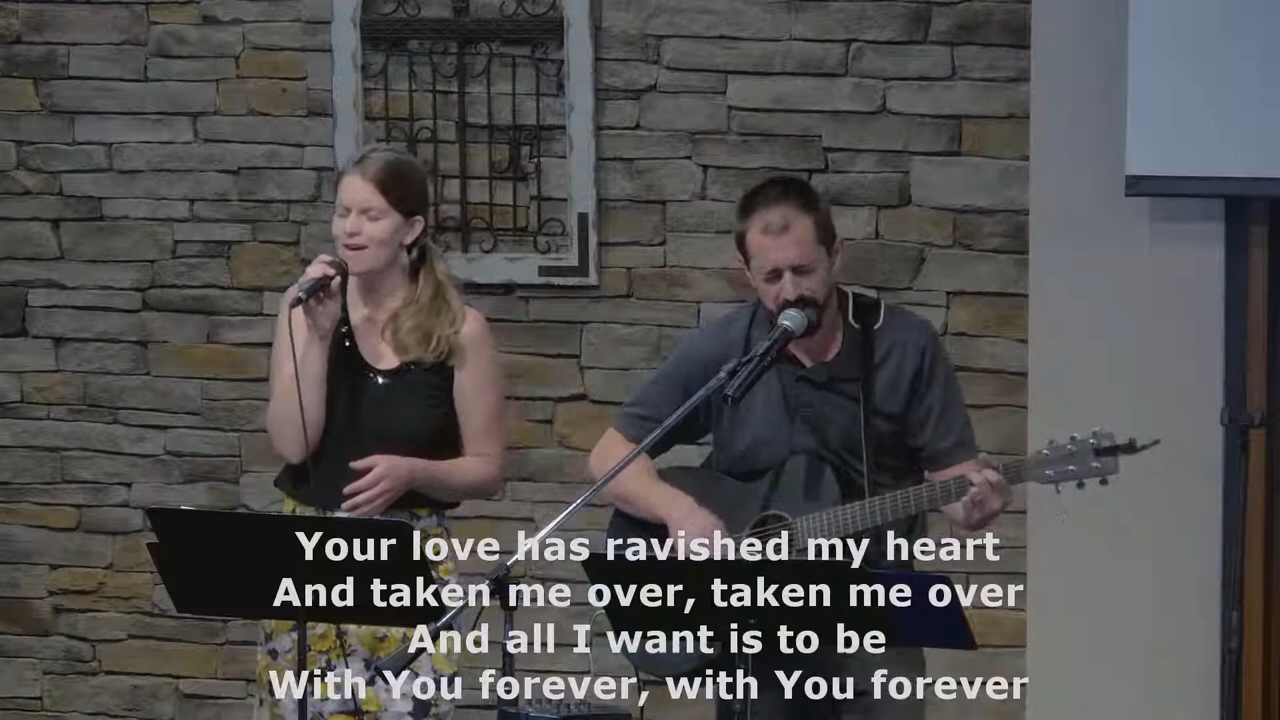 Your love has ravished my heart
And taken me over, taken me over
And all I want is to be
With You forever, with You forever